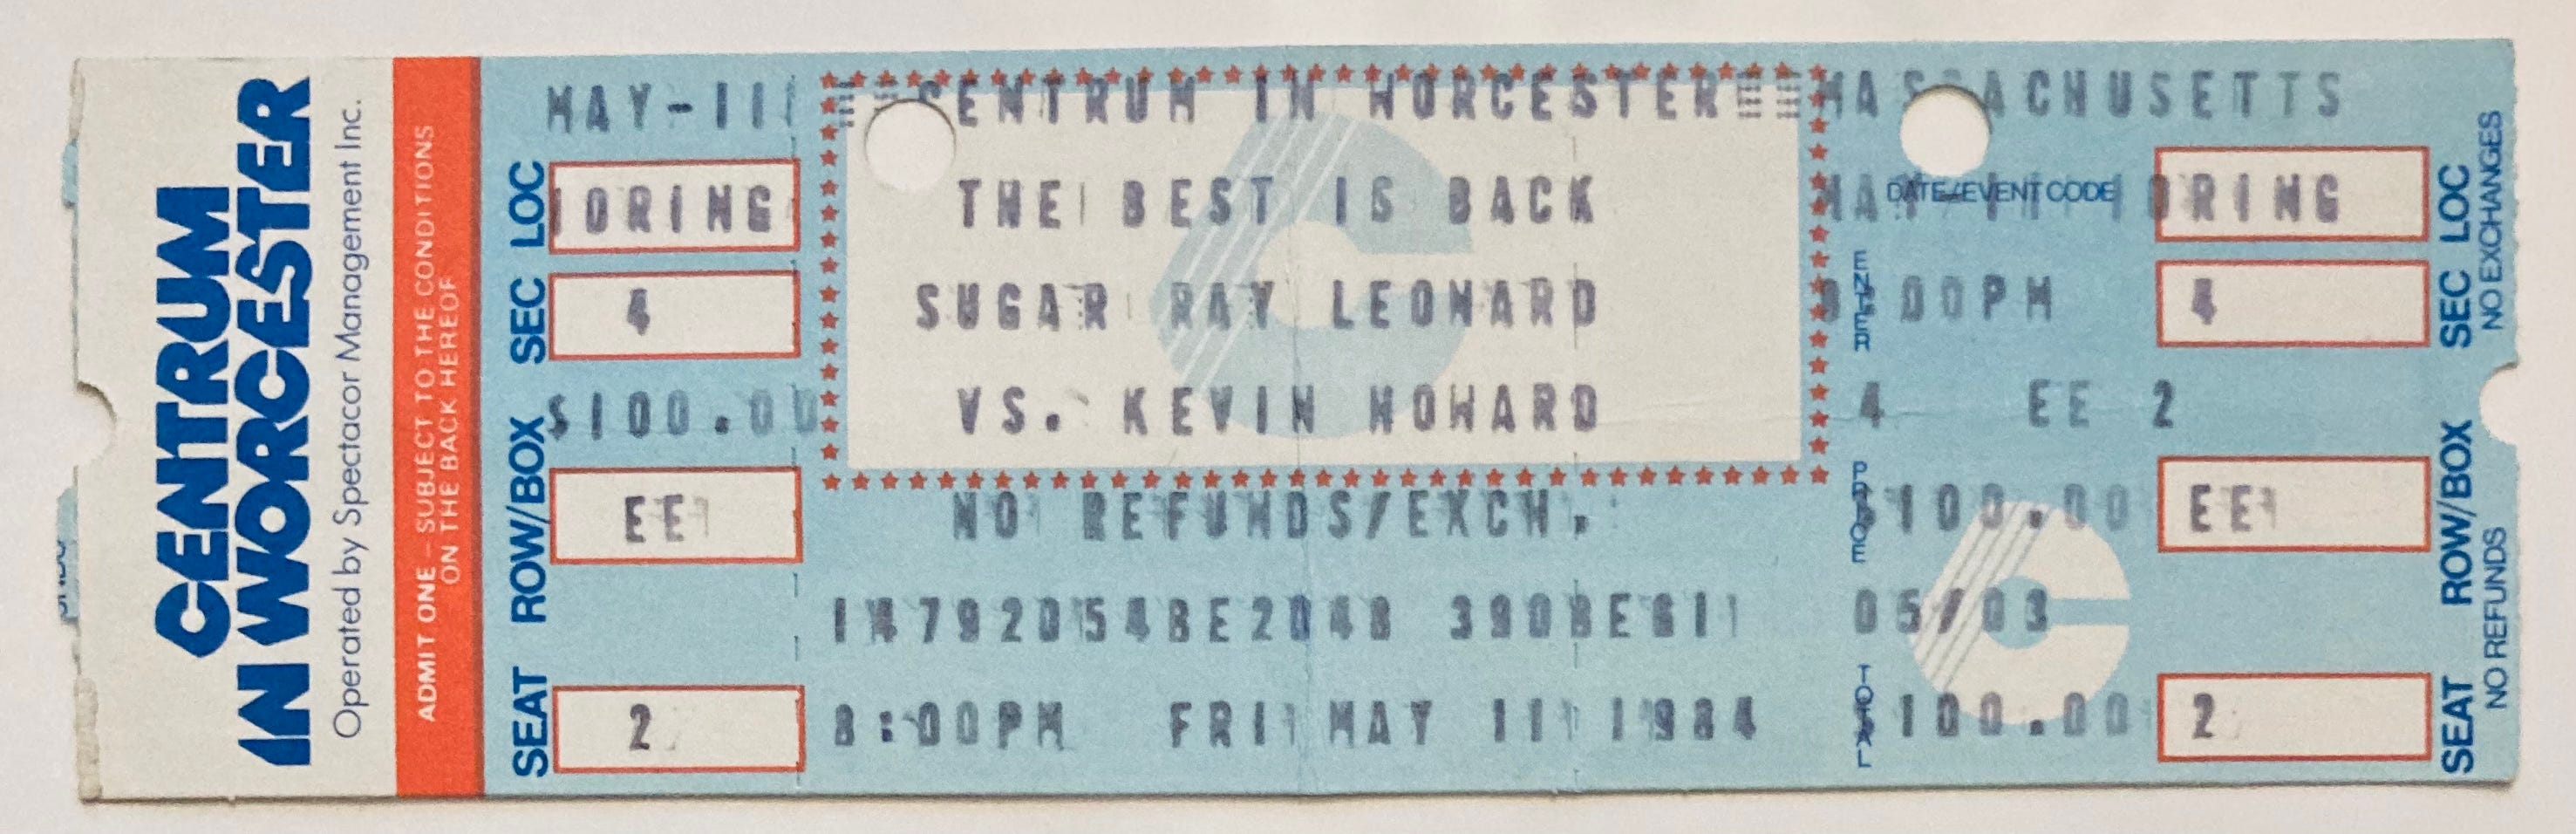 CENTRUM
IN WORCESTER
Operated by Spectacor Management Inc.
ADMIT ONE – SUBJECT TO THE CONDITIONS
ON THE BACK HEREOF
MAY-11
LOC
ORING
SEC
4
$100.00
ROW/BOX
EE
SEAT
2
CENTRUM IN WORCESTER
MASSACHUSETTS
THE BEST IS BACK
SUGAR RAY LEONARD
VS. KEVIN HOWARD
NO REFUNDS/EXCH.
8:00PM FRI MAY 11 1984
DATE/EVENT CODE
MAY-11
ENTER
8:00PM
4 EE 2
PRICE
$100.00
05/03
TOTAL
100.00
ORING
LOC
4
SEC
EE
ROW/BOX
2
SEAT
NO EXCHANGES
NO REFUNDS